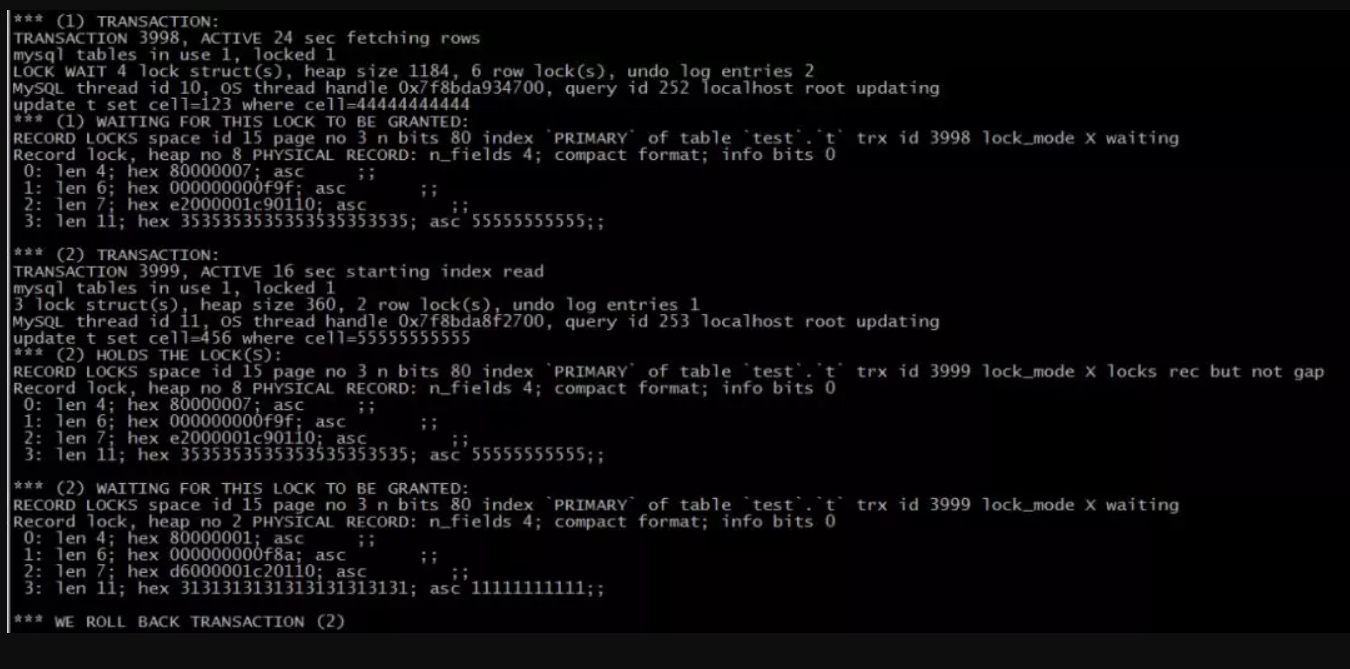 *** (1) TRANSACTION:
TRANSACTION 3998, ACTIVE 24 sec fetching rows
mysql tables in use 1, locked 1
LOCK WAIT 4 lock struct(s), heap size 1184, 6 row lock(s), undo log entries 2
MySQL thread id 10, OS thread handle 0x7f8bda934700, query id 252 localhost root updating
update t set cell=123 where cell=44444444444
*** (1) WAITING FOR THIS LOCK TO BE GRANTED:
RECORD LOCKS space id 15 page no 3 n bits 80 index `PRIMARY` of table `test`.`t` trx id 3998 lock_mode X waiting
Record lock, heap no 8 PHYSICAL RECORD: n_fields 4; compact format; info bits 0
 0: len 4; hex 80000007; asc     ;;
 1: len 6; hex 000000000f9f; asc       ;;
 2: len 7; hex e2000001c90110; asc        ;;
 3: len 11; hex 3535353535353535353535; asc 55555555555;;

*** (2) TRANSACTION:
TRANSACTION 3999, ACTIVE 16 sec starting index read
mysql tables in use 1, locked 1
3 lock struct(s), heap size 360, 2 row lock(s), undo log entries 1
MySQL thread id 11, OS thread handle 0x7f8bda8f2700, query id 253 localhost root updating
update t set cell=456 where cell=55555555555
*** (2) HOLDS THE LOCK(S):
RECORD LOCKS space id 15 page no 3 n bits 80 index `PRIMARY` of table `test`.`t` trx id 3999 lock_mode X locks rec but not gap
Record lock, heap no 8 PHYSICAL RECORD: n_fields 4; compact format; info bits 0
 0: len 4; hex 80000007; asc     ;;
 1: len 6; hex 000000000f9f; asc       ;;
 2: len 7; hex e2000001c90110; asc        ;;
 3: len 11; hex 3535353535353535353535; asc 55555555555;;

*** (2) WAITING FOR THIS LOCK TO BE GRANTED:
RECORD LOCKS space id 15 page no 3 n bits 80 index `PRIMARY` of table `test`.`t` trx id 3999 lock_mode X waiting
Record lock, heap no 2 PHYSICAL RECORD: n_fields 4; compact format; info bits 0
 0: len 4; hex 80000001; asc     ;;
 1: len 6; hex 000000000f8a; asc       ;;
 2: len 7; hex d6000001c20110; asc        ;;
 3: len 11; hex 3131313131313131313131; asc 11111111111;;

*** WE ROLL BACK TRANSACTION (2)